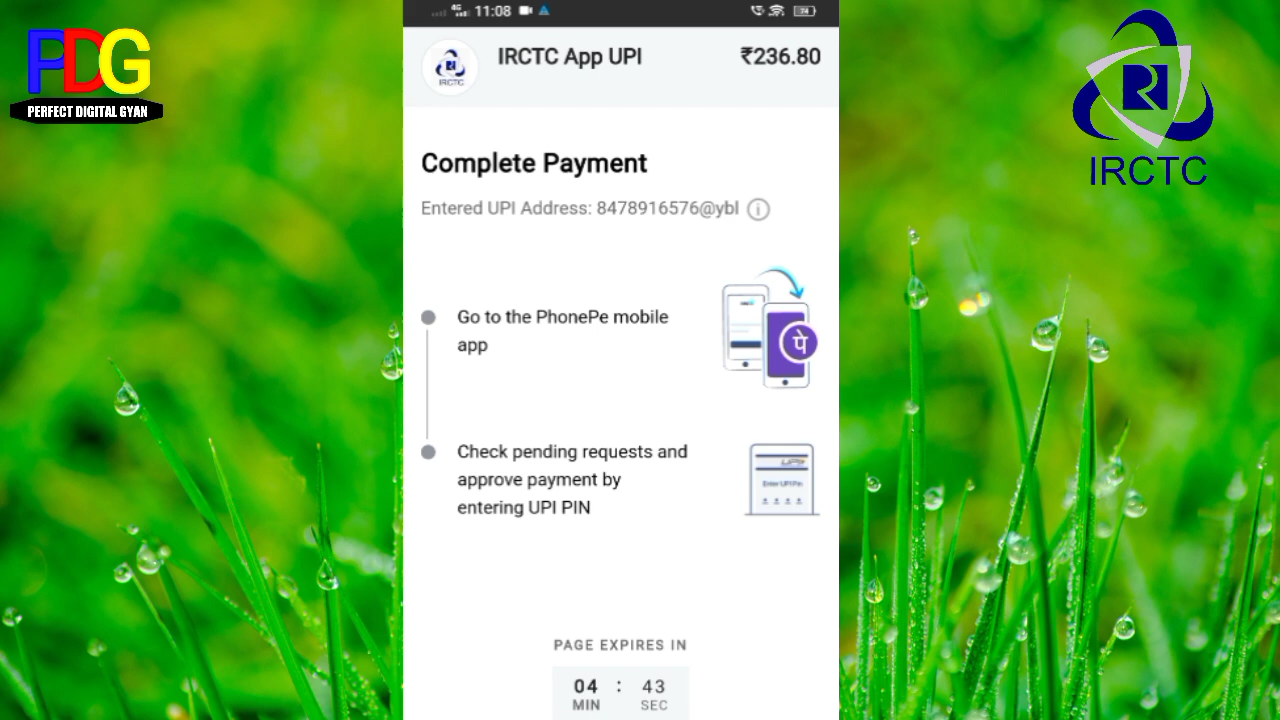 PDG
PERFECT DIGITAL GYAN
4G 11:08
74
IRCTC
IRCTC App UPI
₹236.80
IRCTC
Complete Payment
Entered UPI Address: 8478916576@ybl
Go to the PhonePe mobile
app
पे
Check pending requests and
approve payment by
entering UPI PIN
UPI
Enter UPI Pin
PAGE EXPIRES IN
04 : 43
MIN SEC